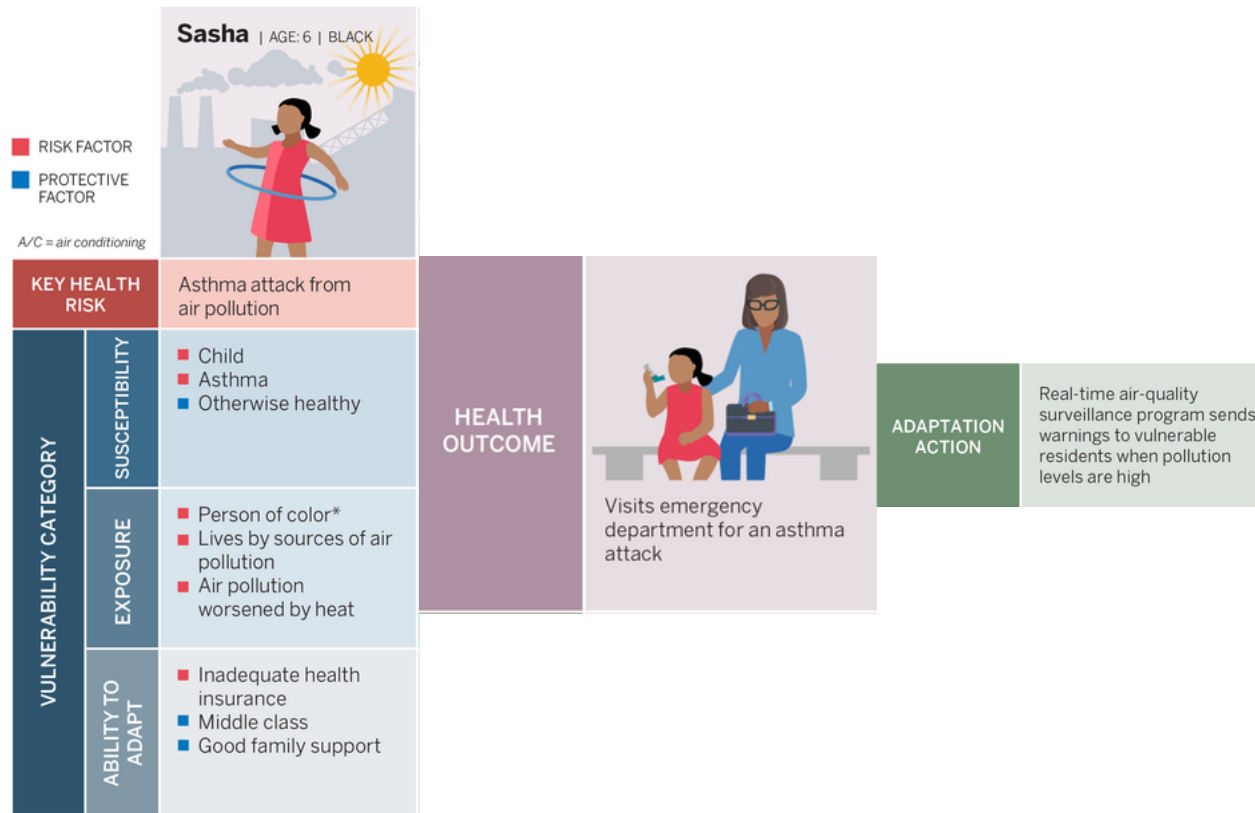 Sasha | AGE: 6 | BLACK
RISK FACTOR
PROTECTIVE
FACTOR
A/C = air conditioning
KEY HEALTH
RISK
Asthma attack from
air pollution
VULNERABILITY CATEGORY
SUSCEPTIBILITY
Child
Asthma
Otherwise healthy
EXPOSURE
Person of color*
Lives by sources of air
pollution
Air pollution
worsened by heat
ABILITY TO
ADAPT
Inadequate health
insurance
Middle class
Good family support
HEALTH
OUTCOME
Visits emergency
department for an asthma
attack
ADAPTATION
ACTION
Real-time air-quality
surveillance program sends
warnings to vulnerable
residents when pollution
levels are high